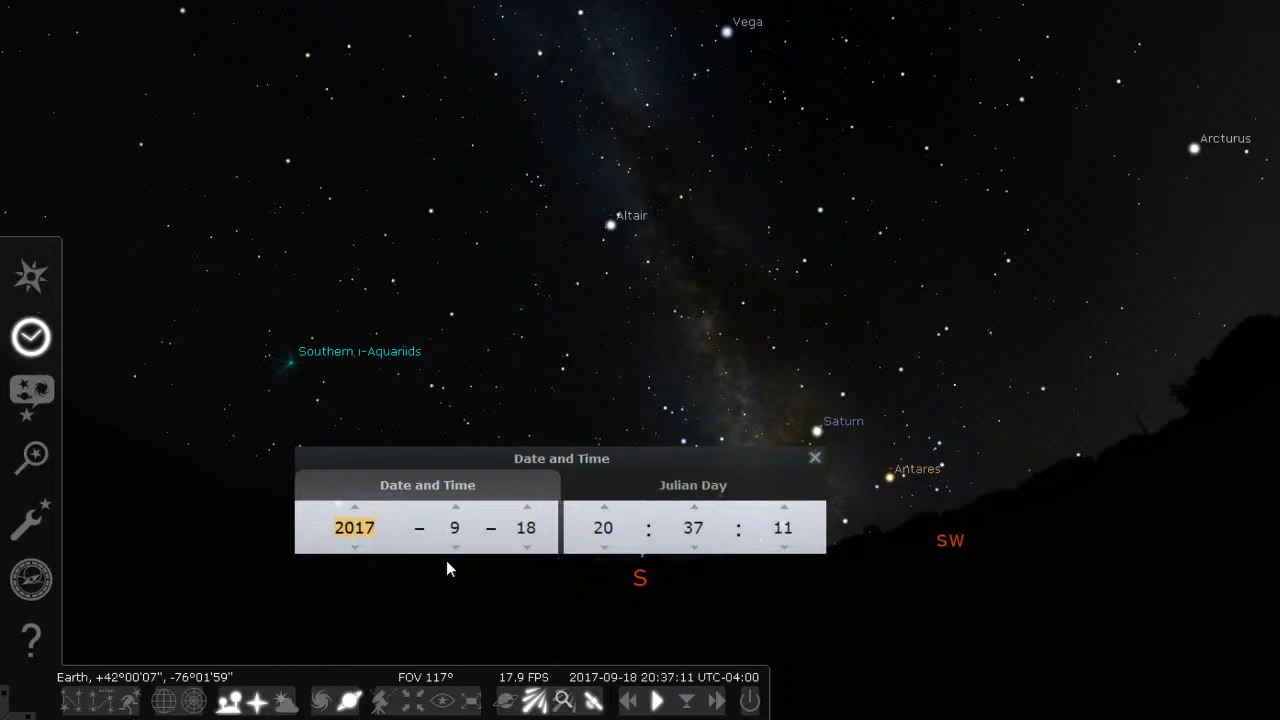 Vega
Arcturus
Altair
Southern ι-Aquariids
Saturn
Antares
Date and Time
Date and Time
Julian Day
2017 - 9 - 18
20 : 37 : 11
SW
S
Earth, +42°00'07", -76°01'59"
FOV 117°
17.9 FPS
2017-09-18 20:37:11 UTC-04:00